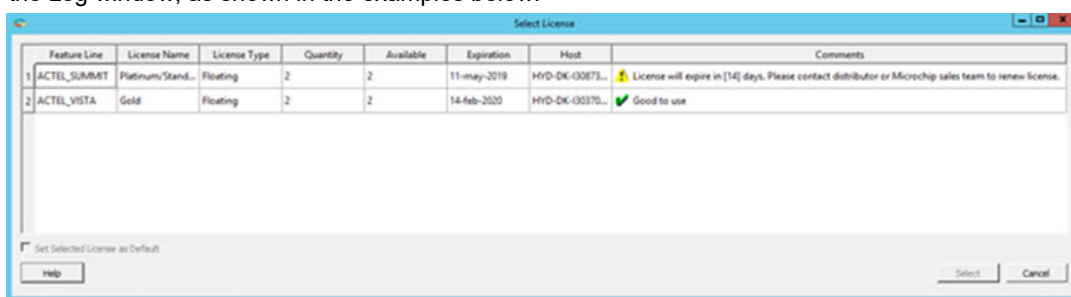 the Log window, as shown in the examples below.
Select License
Feature Line License Name License Type Quantity Available Expiration Host Comments
1 ACTEL_SUMMIT Platinum/Stand... Floating 2 2 11-may-2019 HYD-DK-I30873... License will expire in [14] days. Please contact distributor or Microchip sales team to renew license.
2 ACTEL_VISTA Gold Floating 2 2 14-feb-2020 HYD-DK-I30370... Good to use
Set Selected License as Default
Help Select Cancel